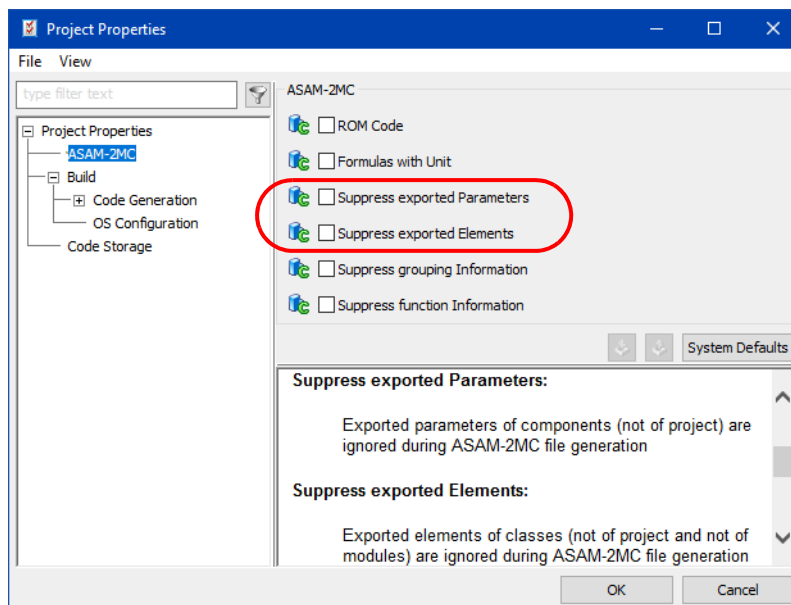 Project Properties
File View
type filter text
Project Properties
ASAM-2MC
Build
Code Generation
OS Configuration
Code Storage
ASAM-2MC
ROM Code
Formulas with Unit
Suppress exported Parameters
Suppress exported Elements
Suppress grouping Information
Suppress function Information
System Defaults
Suppress exported Parameters:
Exported parameters of components (not of project) are
ignored during ASAM-2MC file generation
Suppress exported Elements:
Exported elements of classes (not of project and not of
modules) are ignored during ASAM-2MC file generation
OK Cancel